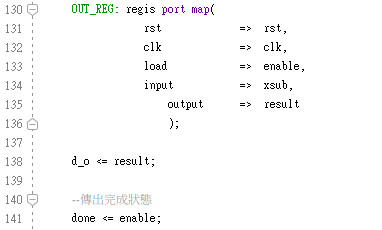 130 OUT_REG: regis port map(
131 rst => rst,
132 clk => clk,
133 load => enable,
134 input => xsub,
135 output => result
136 );
137
138 d_o <= result;
139
140 --傳出完成狀態
141 done <= enable;